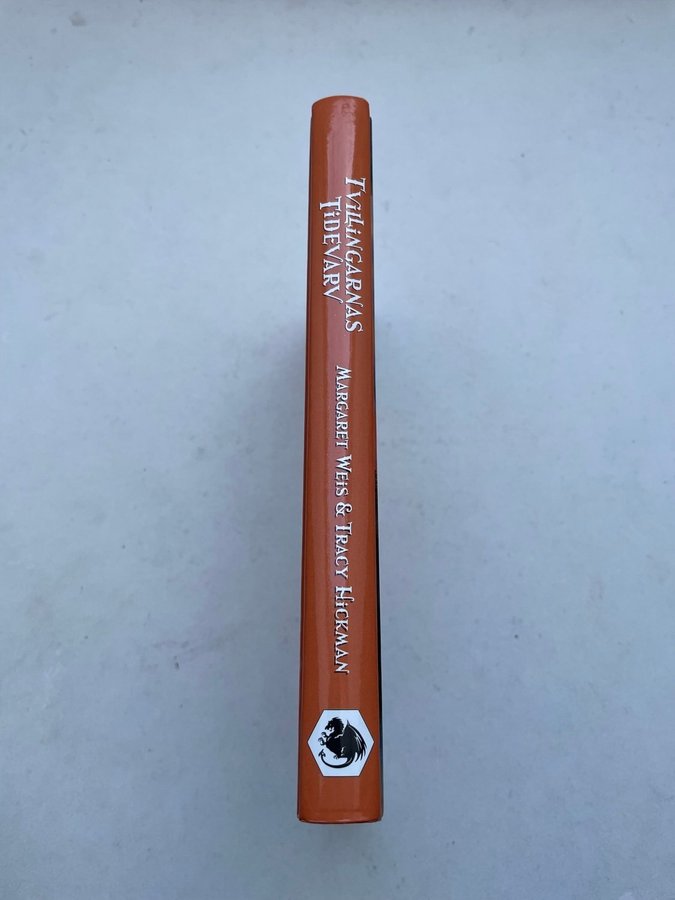 TVILLINGARNAS
TIDEVARV
MARGARET WEIS & TRACY HICKMAN